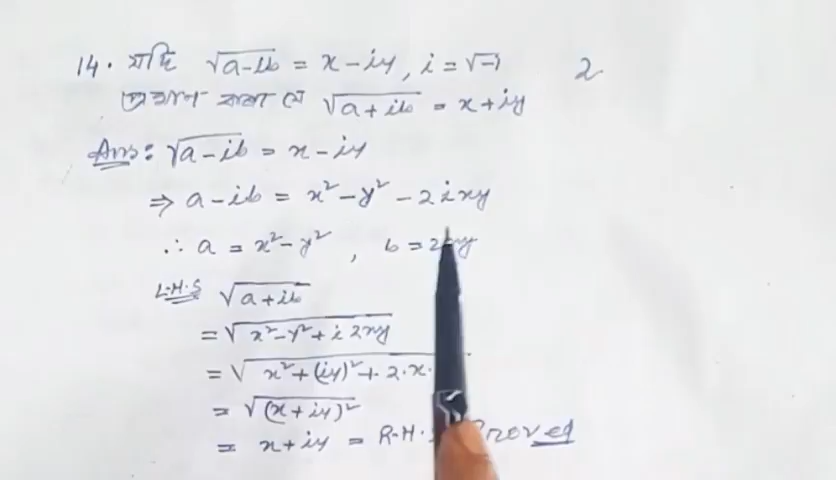 14. যদি √a-ib = x-iy, i = √-1 2
প্রমাণ করো যে √a+ib = x+iy
Ans: √a-ib = x-iy
⇒ a-ib = x²-y²-2ixy
∴ a = x²-y², b = 2xy
L.H.S √a+ib
= √x²-y²+i2xy
= √x²+(iy)²+2.x.
= √(x+iy)²
= x+iy = R.H.S Proved